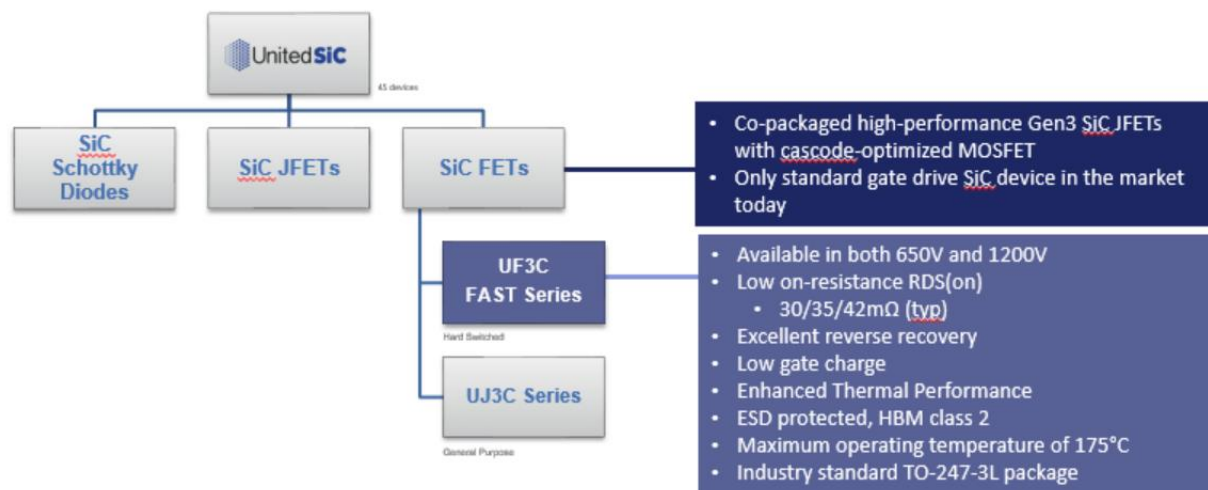 UnitedSiC
45 devices
SiC
Schottky
Diodes
SiC JFETs
SiC FETs
• Co-packaged high-performance Gen3 SiC JFETs
with cascode-optimized MOSFET
• Only standard gate drive SiC device in the market
today
UF3C
FAST Series
Hard Switched
UJ3C Series
General Purpose
• Available in both 650V and 1200V
• Low on-resistance RDS(on)
• 30/35/42mΩ (typ)
• Excellent reverse recovery
• Low gate charge
• Enhanced Thermal Performance
• ESD protected, HBM class 2
• Maximum operating temperature of 175°C
• Industry standard TO-247-3L package